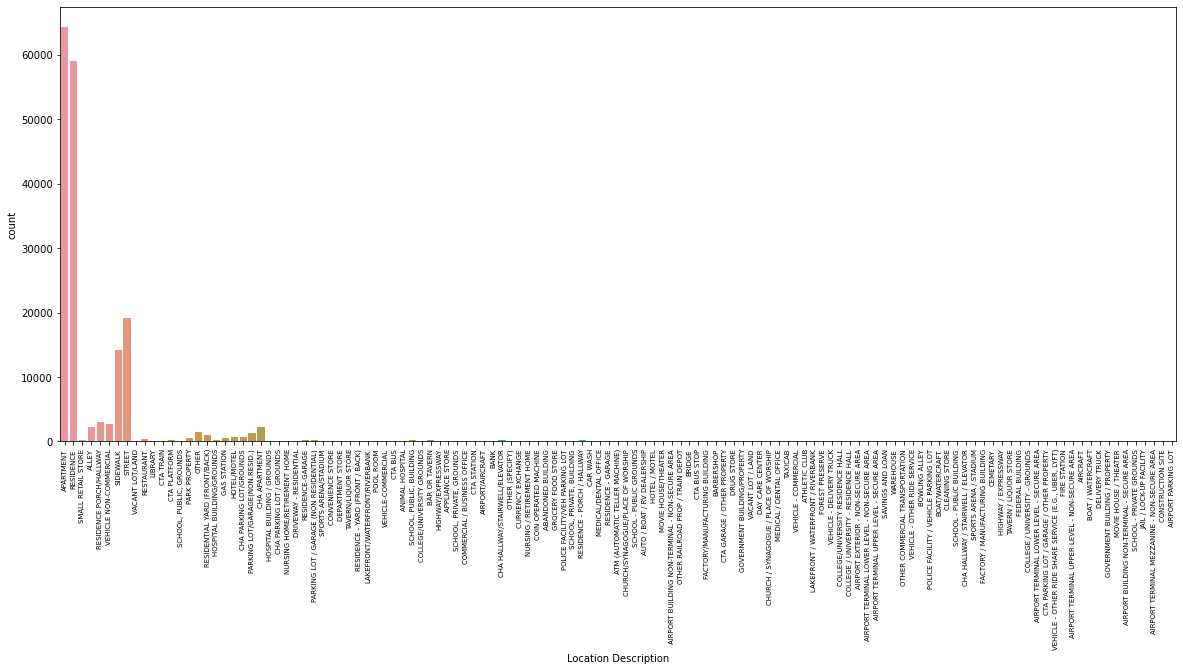 60000
50000
40000
30000
20000
10000
0
count
APARTMENT
RESIDENCE
SMALL RETAIL STORE
ALLEY
RESIDENCE PORCH/HALLWAY
VEHICLE NON-COMMERCIAL
SIDEWALK
STREET
VACANT LOT/LAND
RESTAURANT
LIBRARY
CTA TRAIN
CTA PLATFORM
SCHOOL, PUBLIC, GROUNDS
PARK PROPERTY
OTHER
RESIDENTIAL YARD (FRONT/BACK)
HOSPITAL BUILDING/GROUNDS
GAS STATION
HOTEL/MOTEL
CHA PARKING LOT/GROUNDS
PARKING LOT/GARAGE(NON.RESID.)
CHA APARTMENT
HOSPITAL BUILDING / GROUNDS
CHA PARKING LOT / GROUNDS
NURSING HOME/RETIREMENT HOME
DRIVEWAY - RESIDENTIAL
RESIDENCE-GARAGE
PARKING LOT / GARAGE (NON RESIDENTIAL)
SPORTS ARENA/STADIUM
CONVENIENCE STORE
DEPARTMENT STORE
TAVERN/LIQUOR STORE
RESIDENCE - YARD (FRONT / BACK)
LAKEFRONT/WATERFRONT/RIVERBANK
POOL ROOM
VEHICLE-COMMERCIAL
CTA BUS
ANIMAL HOSPITAL
SCHOOL, PUBLIC, BUILDING
COLLEGE/UNIVERSITY GROUNDS
BAR OR TAVERN
HIGHWAY/EXPRESSWAY
APPLIANCE STORE
COMMERCIAL / BUSINESS OFFICE
CTA STATION
AIRPORT/AIRCRAFT
BANK
CHA HALLWAY/STAIRWELL/ELEVATOR
OTHER (SPECIFY)
CURRENCY EXCHANGE
NURSING / RETIREMENT HOME
COIN OPERATED MACHINE
ABANDONED BUILDING
GROCERY FOOD STORE
POLICE FACILITY/VEH PARKING LOT
SCHOOL, PRIVATE, BUILDING
RESIDENCE - PORCH / HALLWAY
CAR WASH
MEDICAL/DENTAL OFFICE
RESIDENCE - GARAGE
ATM (AUTOMATIC TELLER MACHINE)
CHURCH/SYNAGOGUE/PLACE OF WORSHIP
SCHOOL - PUBLIC GROUNDS
AUTO / BOAT / RV DEALERSHIP
HOTEL / MOTEL
MOVIE HOUSE/THEATER
AIRPORT BUILDING NON-TERMINAL - NON-SECURE AREA
OTHER RAILROAD PROP / TRAIN DEPOT
BRIDGE
CTA BUS STOP
FACTORY/MANUFACTURING BUILDING
BARBERSHOP
CTA GARAGE / OTHER PROPERTY
DRUG STORE
GOVERNMENT BUILDING/PROPERTY
VACANT LOT / LAND
DAY CARE CENTER
CHURCH / SYNAGOGUE / PLACE OF WORSHIP
MEDICAL / DENTAL OFFICE
TAXICAB
VEHICLE - COMMERCIAL
ATHLETIC CLUB
LAKEFRONT / WATERFRONT / RIVERBANK
FOREST PRESERVE
VEHICLE - DELIVERY TRUCK
COLLEGE/UNIVERSITY RESIDENCE HALL
COLLEGE / UNIVERSITY - RESIDENCE HALL
AIRPORT EXTERIOR - NON-SECURE AREA
AIRPORT TERMINAL LOWER LEVEL - NON-SECURE AREA
AIRPORT TERMINAL UPPER LEVEL - SECURE AREA
SAVINGS AND LOAN
WAREHOUSE
OTHER COMMERCIAL TRANSPORTATION
VEHICLE - OTHER RIDE SERVICE
BOWLING ALLEY
POLICE FACILITY / VEHICLE PARKING LOT
BOAT/WATERCRAFT
CLEANING STORE
SCHOOL - PUBLIC BUILDING
CHA HALLWAY / STAIRWELL / ELEVATOR
SPORTS ARENA / STADIUM
FACTORY / MANUFACTURING BUILDING
CEMETARY
HIGHWAY / EXPRESSWAY
TAVERN / LIQUOR STORE
FEDERAL BUILDING
COLLEGE / UNIVERSITY - GROUNDS
AIRPORT TERMINAL LOWER LEVEL - SECURE AREA
CTA PARKING LOT / GARAGE / OTHER PROPERTY
VEHICLE - OTHER RIDE SHARE SERVICE (E.G., UBER, LYFT)
FIRE STATION
AIRPORT TERMINAL UPPER LEVEL - NON-SECURE AREA
AIRCRAFT
BOAT / WATERCRAFT
DELIVERY TRUCK
GOVERNMENT BUILDING / PROPERTY
MOVIE HOUSE / THEATER
AIRPORT BUILDING NON-TERMINAL - SECURE AREA
SCHOOL - PRIVATE GROUNDS
JAIL / LOCK-UP FACILITY
AIRPORT TERMINAL MEZZANINE - NON-SECURE AREA
CONSTRUCTION SITE
AIRPORT PARKING LOT
Location Description